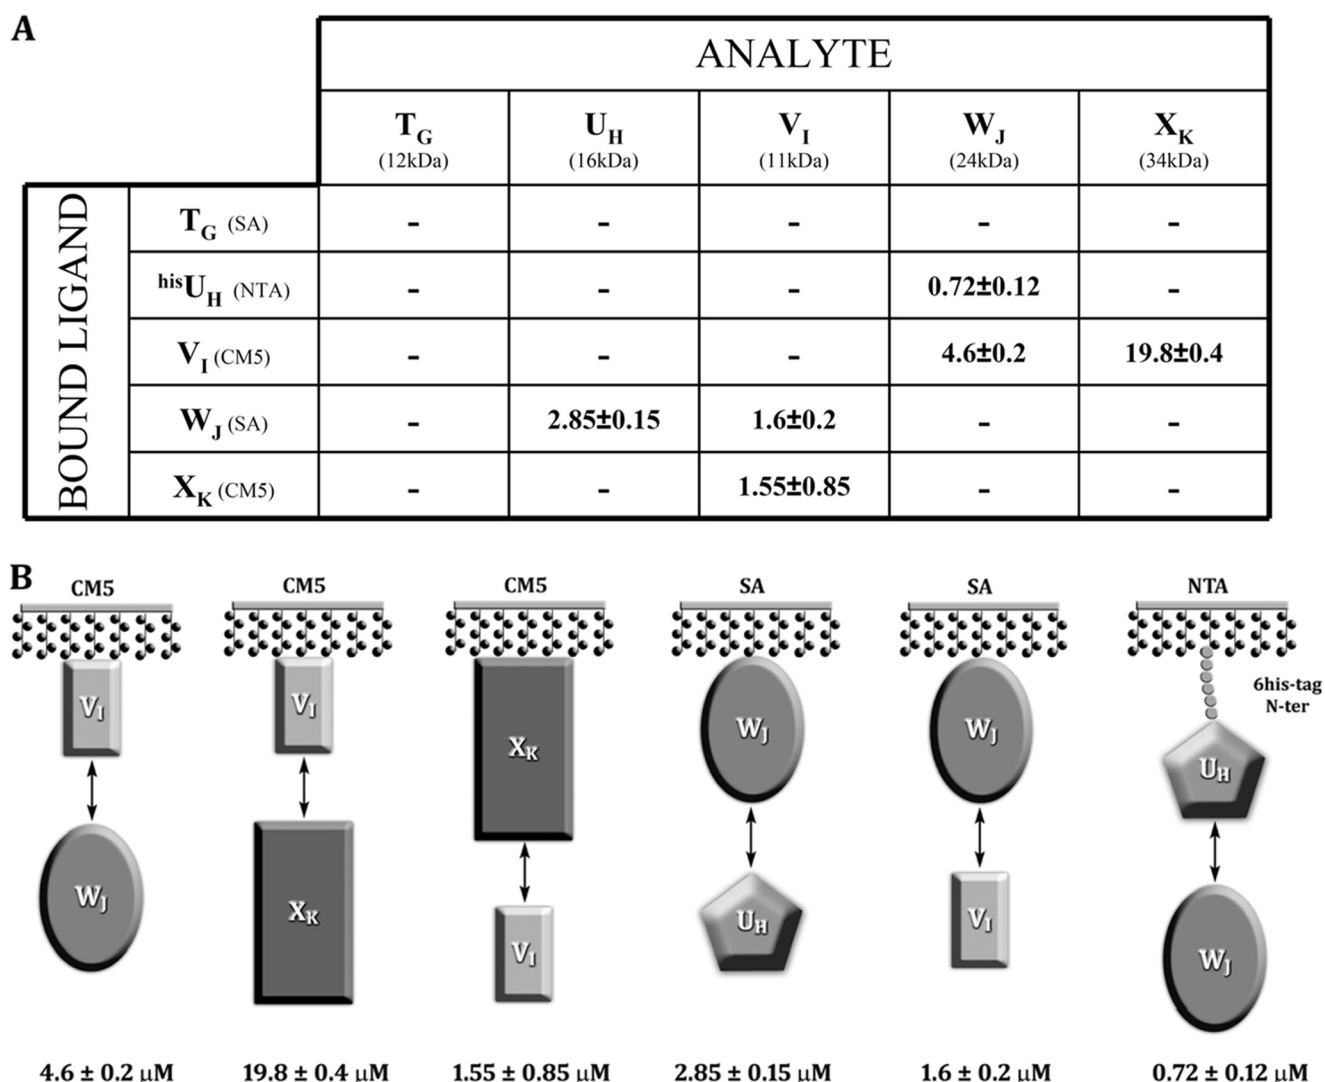 A
ANALYTE
T_G U_H V_I W_J X_K
(12kDa) (16kDa) (11kDa) (24kDa) (34kDa)
BOUND LIGAND
T_G (SA) - - - - -
hisU_H (NTA) - - - 0.72±0.12 -
V_I (CM5) - - - 4.6±0.2 19.8±0.4
W_J (SA) - 2.85±0.15 1.6±0.2 - -
X_K (CM5) - - 1.55±0.85 - -
B
CM5 CM5 CM5 SA SA NTA
6his-tag
N-ter
V_I V_I X_K W_J W_J U_H
W_J X_K V_I U_H V_I W_J
4.6 ± 0.2 μM 19.8 ± 0.4 μM 1.55 ± 0.85 μM 2.85 ± 0.15 μM 1.6 ± 0.2 μM 0.72 ± 0.12 μM